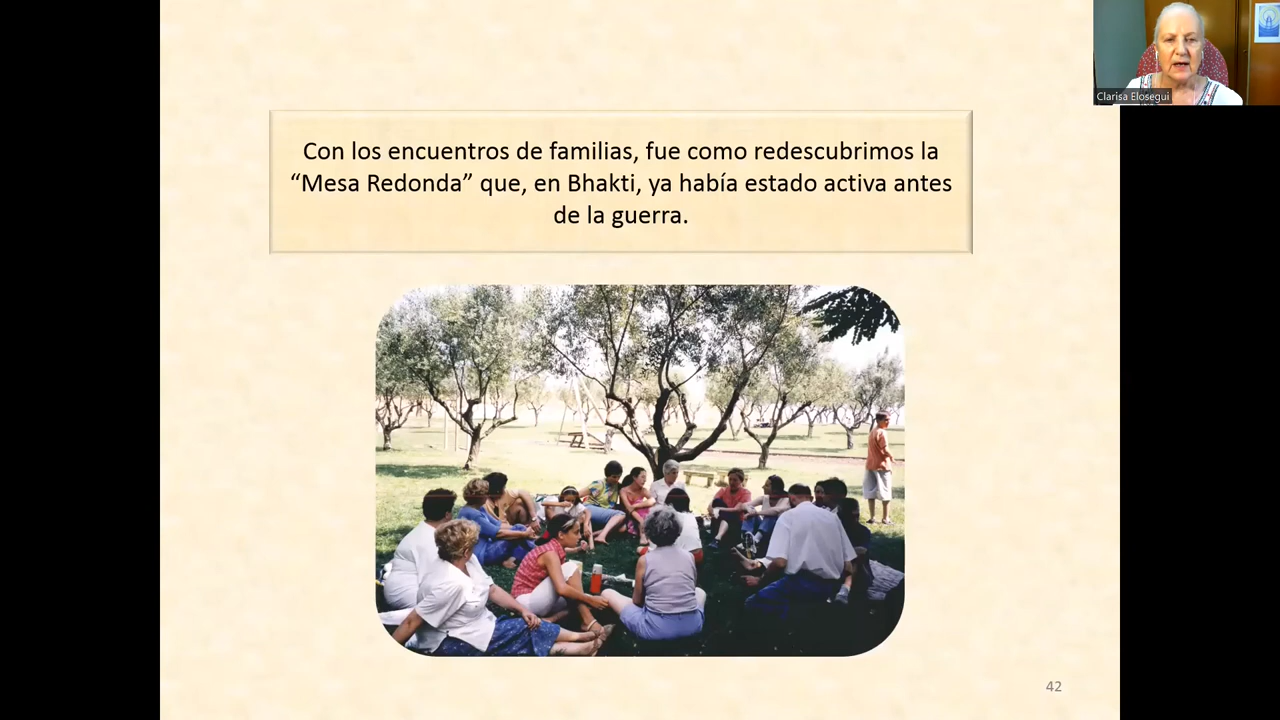 Clarisa Elosegui
Con los encuentros de familias, fue como redescubrimos la
“Mesa Redonda” que, en Bhakti, ya había estado activa antes
de la guerra.
42